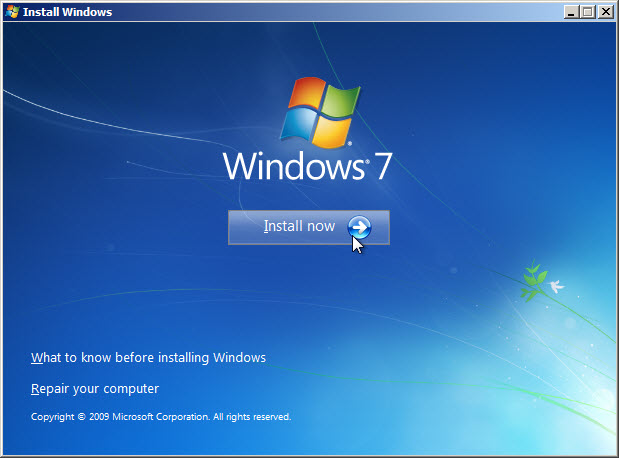 Install Windows
Windows® 7
Install now
What to know before installing Windows
Repair your computer
Copyright © 2009 Microsoft Corporation. All rights reserved.